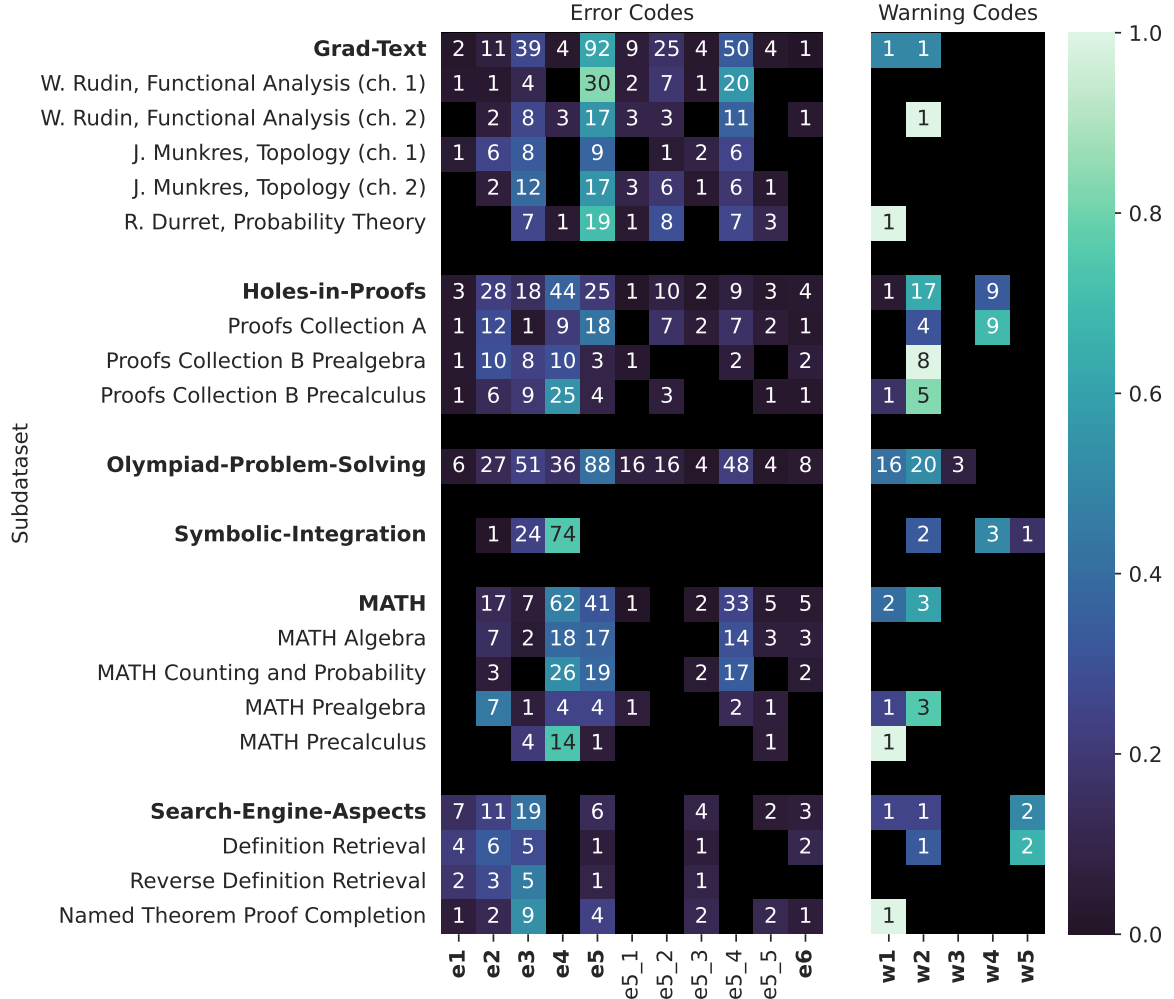 Error Codes Warning Codes
Grad-Text 2 11 39 4 92 9 25 4 50 4 1 1 1
W. Rudin, Functional Analysis (ch. 1) 1 1 4 30 2 7 1 20
W. Rudin, Functional Analysis (ch. 2) 2 8 3 17 3 3 11 1 1
J. Munkres, Topology (ch. 1) 1 6 8 9 1 2 6
J. Munkres, Topology (ch. 2) 2 12 17 3 6 1 6 1
R. Durret, Probability Theory 7 1 19 1 8 7 3 1
Holes-in-Proofs 3 28 18 44 25 1 10 2 9 3 4 1 17 9
Proofs Collection A 1 12 1 9 18 7 2 7 2 1 4 9
Proofs Collection B Prealgebra 1 10 8 10 3 1 2 2 8
Proofs Collection B Precalculus 1 6 9 25 4 3 1 1 1 5
Olympiad-Problem-Solving 6 27 51 36 88 16 16 4 48 4 8 16 20 3
Symbolic-Integration 1 24 74 2 3 1
MATH 17 7 62 41 1 2 33 5 5 2 3
MATH Algebra 7 2 18 17 14 3 3
MATH Counting and Probability 3 26 19 2 17 2
MATH Prealgebra 7 1 4 4 1 2 1 1 3
MATH Precalculus 4 14 1 1 1
Search-Engine-Aspects 7 11 19 6 4 2 3 1 1 2
Definition Retrieval 4 6 5 1 1 2 1 2
Reverse Definition Retrieval 2 3 5 1 1
Named Theorem Proof Completion 1 2 9 4 2 2 1 1
e1 e2 e3 e4 e5 e5_1 e5_2 e5_3 e5_4 e5_5 e6 w1 w2 w3 w4 w5
Subdataset
1.0
0.8
0.6
0.4
0.2
0.0